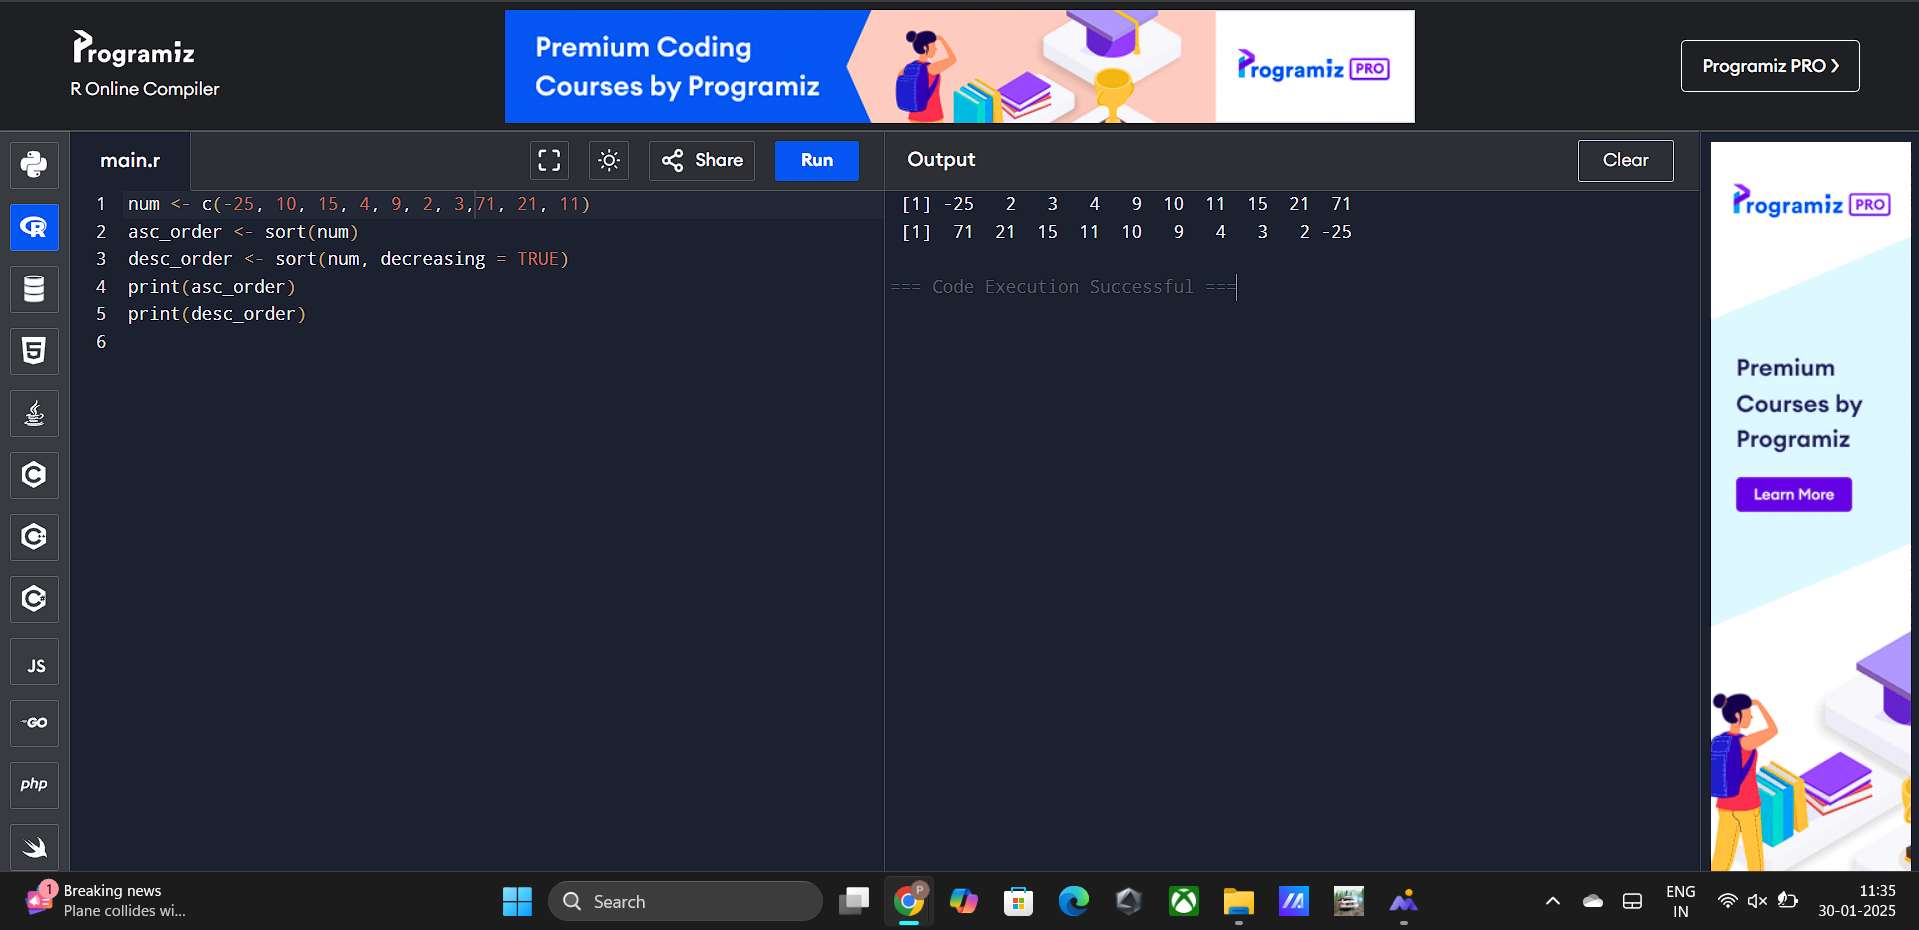 Programiz
R Online Compiler
Premium Coding
Courses by Programiz
Programiz PRO
Programiz PRO ❯
main.r
Share
Run
Output
Clear
1 num <- c(-25, 10, 15, 4, 9, 2, 3,71, 21, 11)
2 asc_order <- sort(num)
3 desc_order <- sort(num, decreasing = TRUE)
4 print(asc_order)
5 print(desc_order)
6
[1] -25   2   3   4   9  10  11  15  21  71
[1]  71  21  15  11  10   9   4   3   2 -25
=== Code Execution Successful ===
JS
GO
php
Programiz PRO
Premium
Courses by
Programiz
Learn More
1
Breaking news
Plane collides wi...
Search
P
ENG
IN
11:35
30-01-2025